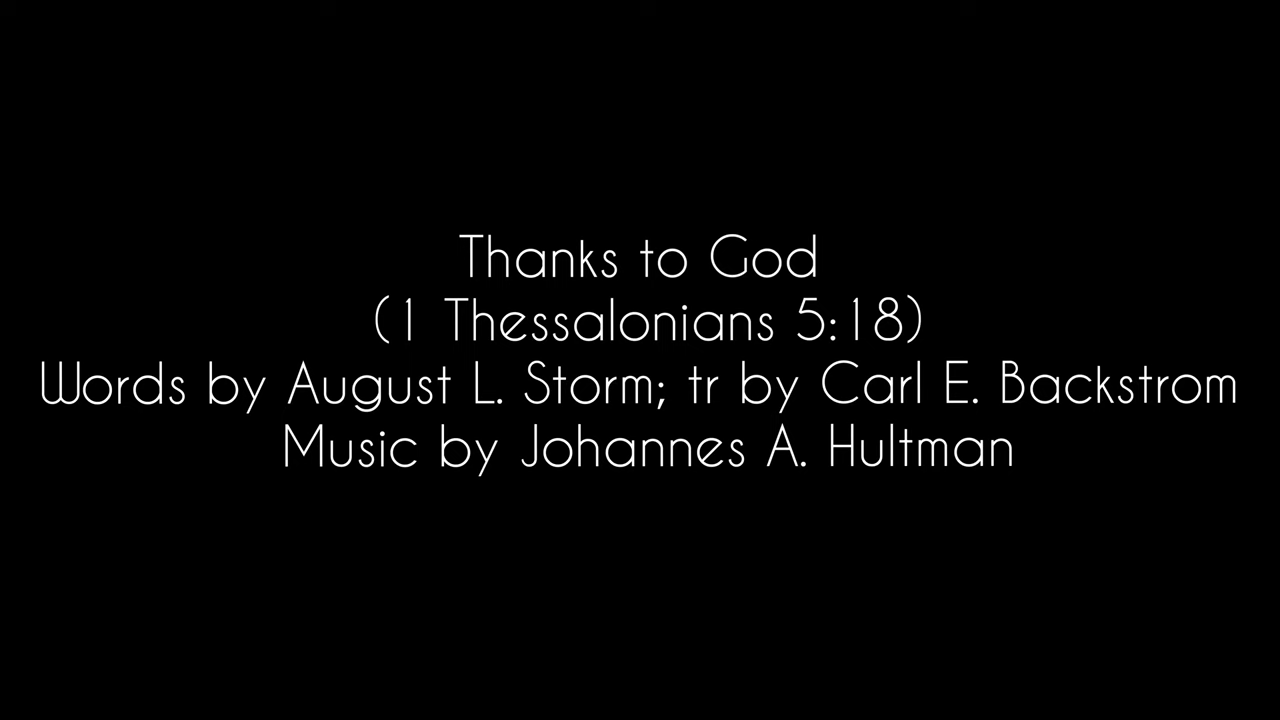 Thanks to God
(1 Thessalonians 5:18)
Words by August L. Storm; tr by Carl E. Backstrom
Music by Johannes A. Hultman